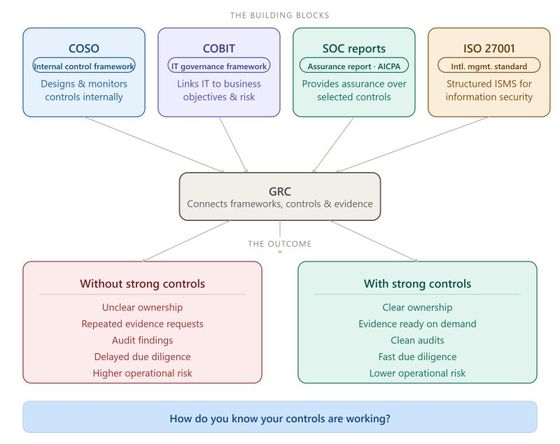 THE BUILDING BLOCKS
COSO
Internal control framework
Designs & monitors
controls internally
COBIT
IT governance framework
Links IT to business
objectives & risk
SOC reports
Assurance report · AICPA
Provides assurance over
selected controls
ISO 27001
Intl. mgmt. standard
Structured ISMS for
information security
GRC
Connects frameworks, controls & evidence
THE OUTCOME
Without strong controls
Unclear ownership
Repeated evidence requests
Audit findings
Delayed due diligence
Higher operational risk
With strong controls
Clear ownership
Evidence ready on demand
Clean audits
Fast due diligence
Lower operational risk
How do you know your controls are working?